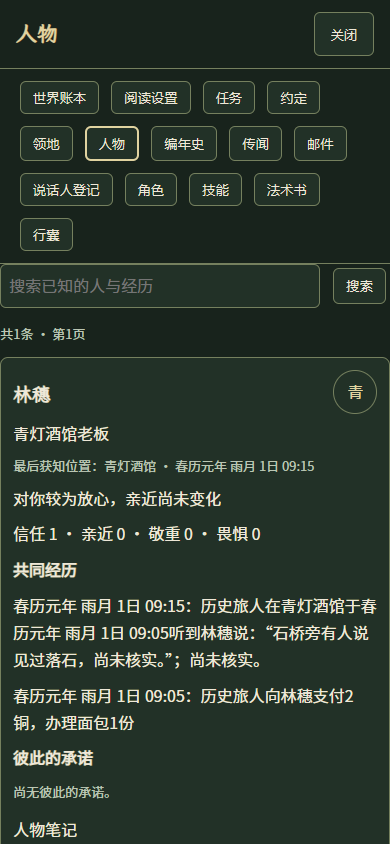 人物
关闭
世界账本
阅读设置
任务
约定
领地
人物
编年史
传闻
邮件
说话人登记
角色
技能
法术书
行囊
搜索已知的人与经历
搜索
共1条 · 第1页
林穗
青
青灯酒馆老板
最后获知位置：青灯酒馆 · 春历元年 雨月 1日 09:15
对你较为放心，亲近尚未变化
信任 1 · 亲近 0 · 敬重 0 · 畏惧 0
共同经历
春历元年 雨月 1日 09:15：历史旅人在青灯酒馆于春
历元年 雨月 1日 09:05听到林穗说：“石桥旁有人说
见过落石，尚未核实。”；尚未核实。
春历元年 雨月 1日 09:05：历史旅人向林穗支付2
铜，办理面包1份
彼此的承诺
尚无彼此的承诺。
人物笔记